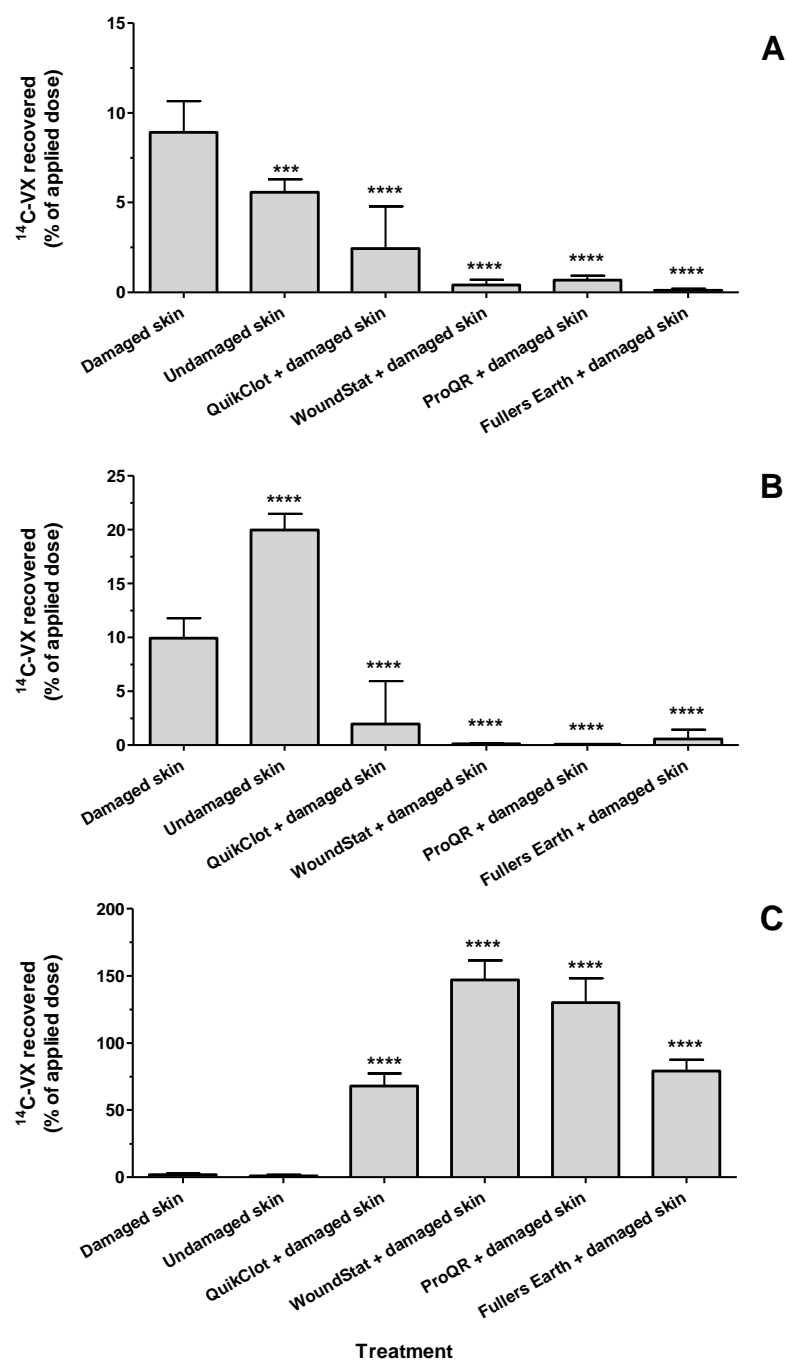 A
¹⁴C-VX recovered
(% of applied dose)
15
10
5
0
***
****
****
****
****
Damaged skin
Undamaged skin
QuikClot + damaged skin
WoundStat + damaged skin
ProQR + damaged skin
Fullers Earth + damaged skin
B
¹⁴C-VX recovered
(% of applied dose)
25
20
15
10
5
0
****
****
****
****
****
Damaged skin
Undamaged skin
QuikClot + damaged skin
WoundStat + damaged skin
ProQR + damaged skin
Fullers Earth + damaged skin
C
¹⁴C-VX recovered
(% of applied dose)
200
150
100
50
0
****
****
****
****
Damaged skin
Undamaged skin
QuikClot + damaged skin
WoundStat + damaged skin
ProQR + damaged skin
Fullers Earth + damaged skin
Treatment